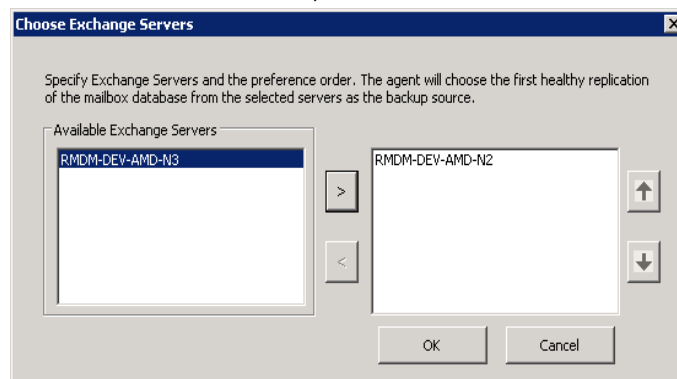 Choose Exchange Servers
Specify Exchange Servers and the preference order. The agent will choose the first healthy replication
of the mailbox database from the selected servers as the backup source.
Available Exchange Servers
RMDM-DEV-AMD-N3
RMDM-DEV-AMD-N2
>
<
OK
Cancel